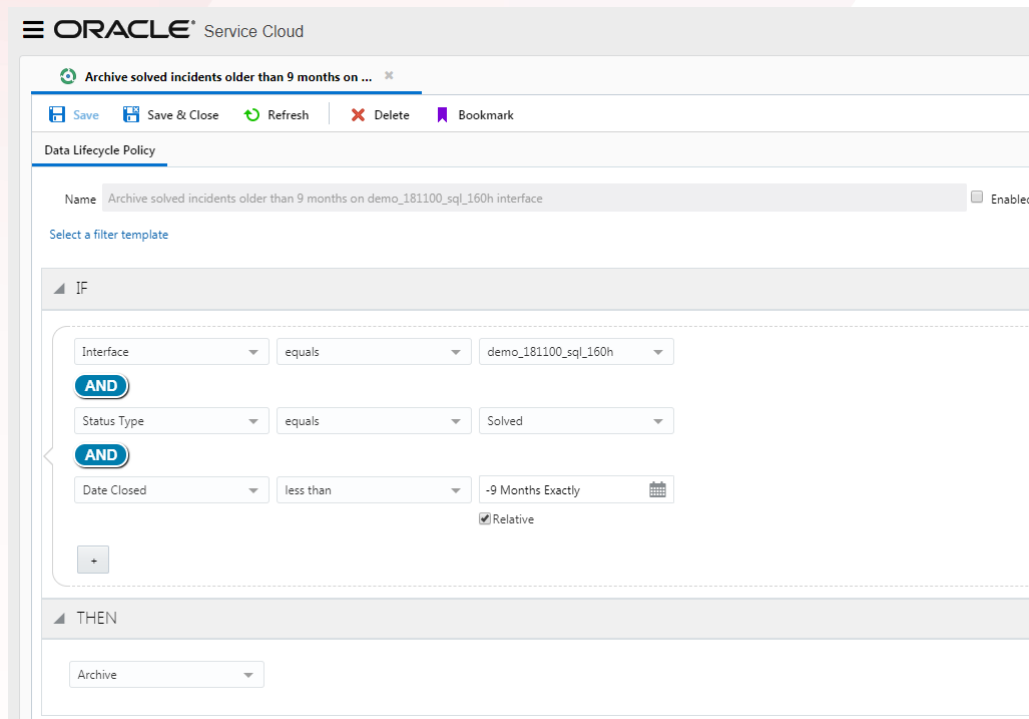 ORACLE® Service Cloud
Archive solved incidents older than 9 months on ...
Save Save & Close Refresh Delete Bookmark
Data Lifecycle Policy
Name Archive solved incidents older than 9 months on demo_181100_sql_160h interface Enabled
Select a filter template
IF
Interface equals demo_181100_sql_160h
AND
Status Type equals Solved
AND
Date Closed less than -9 Months Exactly
Relative
+
THEN
Archive